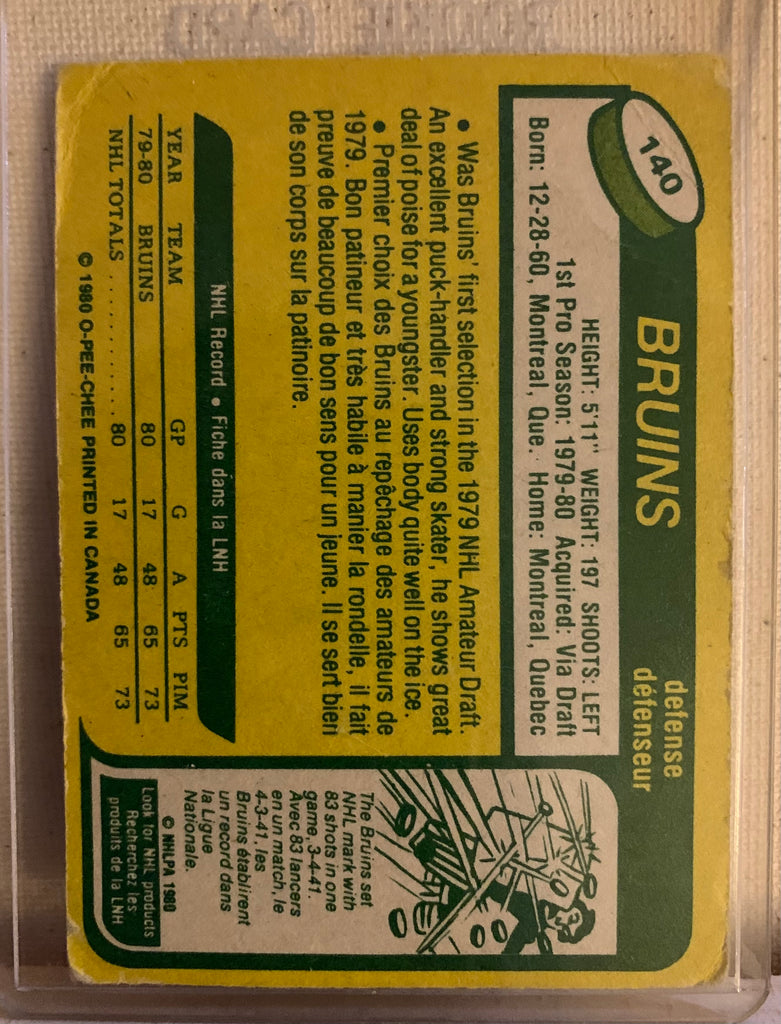 ROOKIE CARD
140
BRUINS
defense
défenseur
HEIGHT: 5'11" WEIGHT: 197 SHOOTS: LEFT
1st Pro Season: 1979-80 Acquired: Via Draft
Born: 12-28-60, Montreal, Que. Home: Montreal, Quebec
• Was Bruins' first selection in the 1979 NHL Amateur Draft.
An excellent puck-handler and strong skater, he shows great
deal of poise for a youngster. Uses body quite well on the ice.
• Premier choix des Bruins au repêchage des amateurs de
1979. Bon patineur et très habile à manier la rondelle, il fait
preuve de beaucoup de bon sens pour un jeune. Il se sert bien
de son corps sur la patinoire.
NHL Record • Fiche dans la LNH
YEAR TEAM GP G A PTS PIM
79-80 BRUINS 80 17 48 65 73
NHL TOTALS ............... 80 17 48 65 73
© 1980 O-PEE-CHEE PRINTED IN CANADA
The Bruins set
NHL mark with
83 shots in one
game, 3-4-41.
Avec 83 lancers
en un match, le
4-3-41, les
Bruins établirent
un record dans
la Ligue
Nationale.
© NHLPA 1980
Look for NHL products
Recherchez les
produits de la LNH